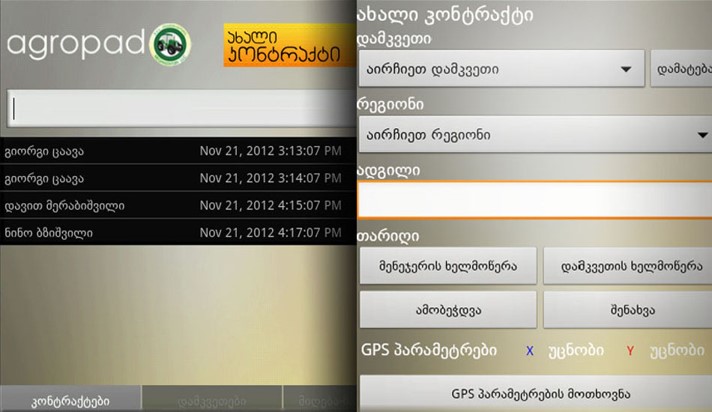 agropad
ახალი
კონტრაქტი
გიორგი ცაავა Nov 21, 2012 3:13:07 PM
გიორგი ცაავა Nov 21, 2012 3:14:07 PM
დავით მერაბიშვილი Nov 21, 2012 4:15:07 PM
ნინო ბზიშვილი Nov 21, 2012 4:17:07 PM
კონტრაქტები დამკვეთები
ახალი კონტრაქტი
დამკვეთი
აირჩიეთ დამკვეთი დამატება
რეგიონი
აირჩიეთ რეგიონი
ადგილი
თარიღი
მენეჯერის ხელმოწერა დამკვეთის ხელმოწერა
ამობეჭდვა შენახვა
GPS პარამეტრები X უცნობი Y უცნობი
GPS პარამეტრების მოთხოვნა